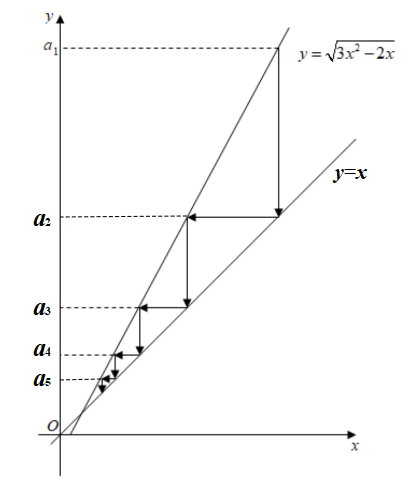 y
a₁
y = √(3x² − 2x)
y=x
a₂
a₃
a₄
a₅
O
x